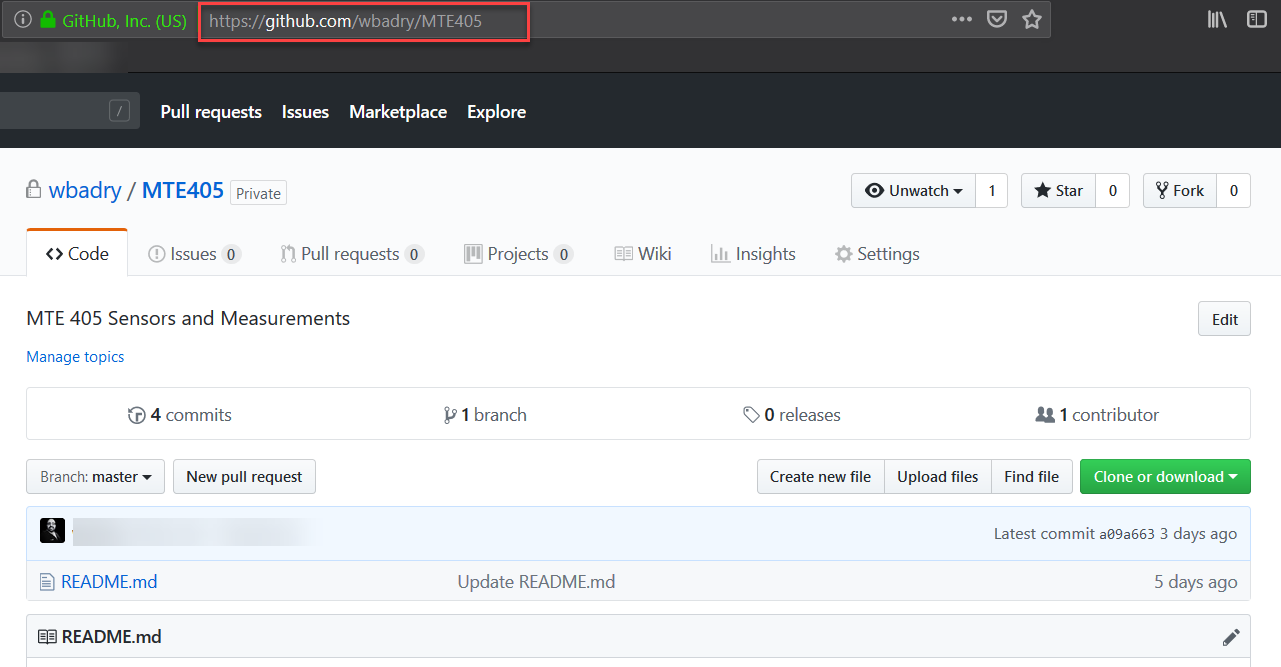 GitHub, Inc. (US) https://github.com/wbadry/MTE405
/ Pull requests Issues Marketplace Explore
wbadry / MTE405 Private Unwatch 1 Star 0 Fork 0
Code Issues 0 Pull requests 0 Projects 0 Wiki Insights Settings
MTE 405 Sensors and Measurements Edit
Manage topics
4 commits 1 branch 0 releases 1 contributor
Branch: master New pull request Create new file Upload files Find file Clone or download
Latest commit a09a663 3 days ago
README.md Update README.md 5 days ago
README.md